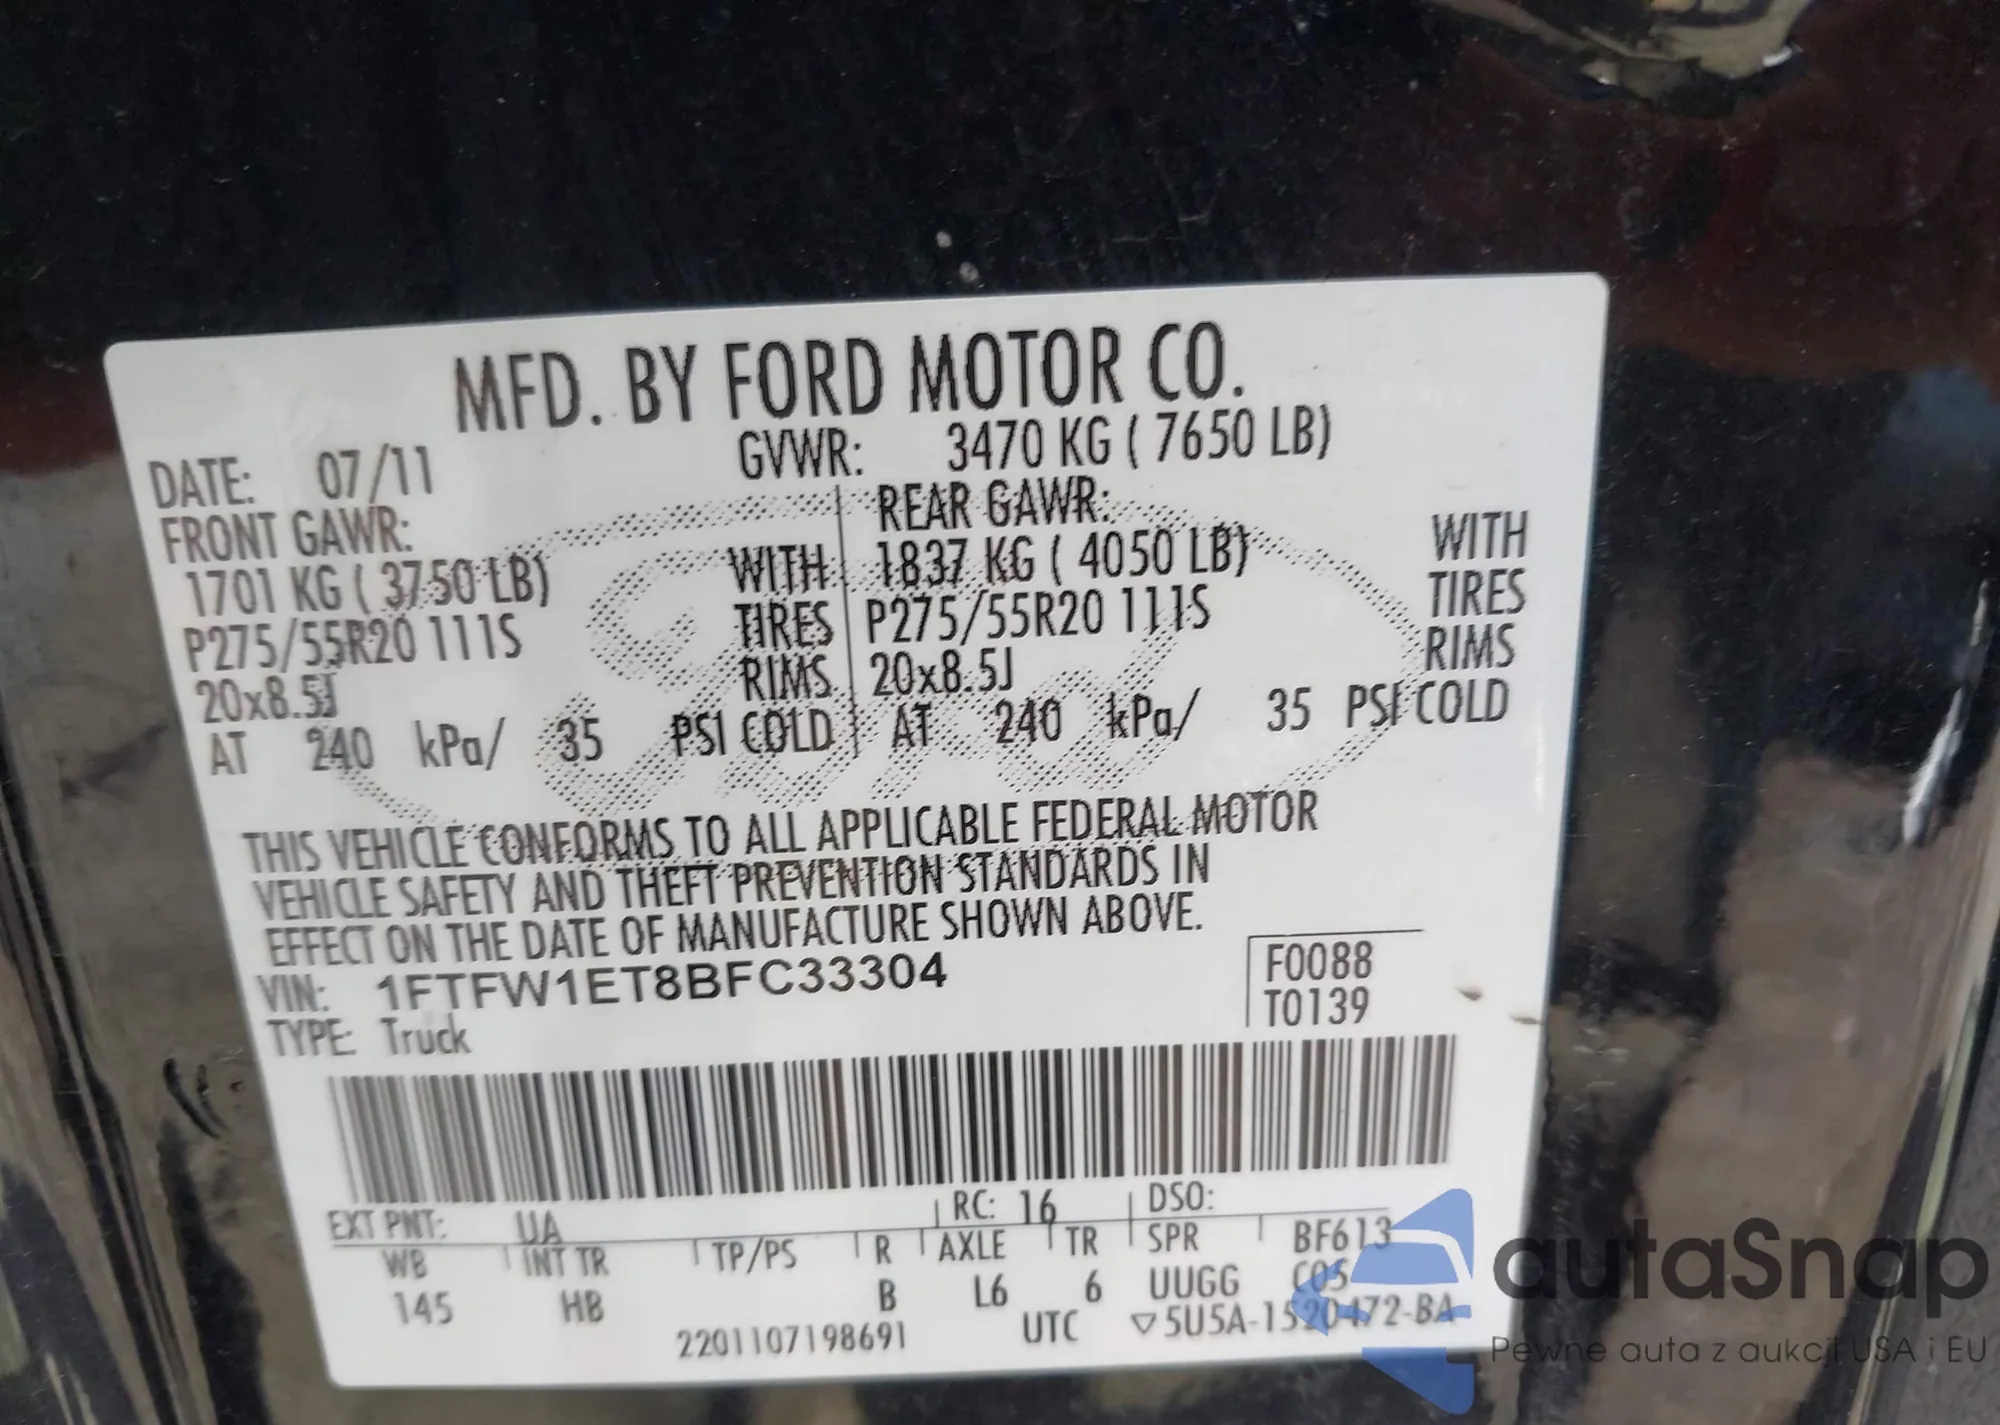 MFD. BY FORD MOTOR CO.
DATE: 07/11 GVWR: 3470 KG ( 7650 LB)
FRONT GAWR: REAR GAWR:
1701 KG ( 3750 LB) WITH 1837 KG ( 4050 LB) WITH
P275/55R20 111S TIRES P275/55R20 111S TIRES
20x8.5J RIMS 20x8.5J RIMS
AT 240 kPa/ 35 PSI COLD AT 240 kPa/ 35 PSI COLD
THIS VEHICLE CONFORMS TO ALL APPLICABLE FEDERAL MOTOR
VEHICLE SAFETY AND THEFT PREVENTION STANDARDS IN
EFFECT ON THE DATE OF MANUFACTURE SHOWN ABOVE.
VIN: 1FTFW1ET8BFC33304 F0088
TYPE: Truck T0139
EXT PNT: UA RC: 16 DSO:
WB INT TR TP/PS R AXLE TR SPR BF613
145 HB B L6 6 UUGG C05
2201107198691 UTC ▽5U5A-1520472-BA
autaSnap
Pewne auta z aukcji USA i EU